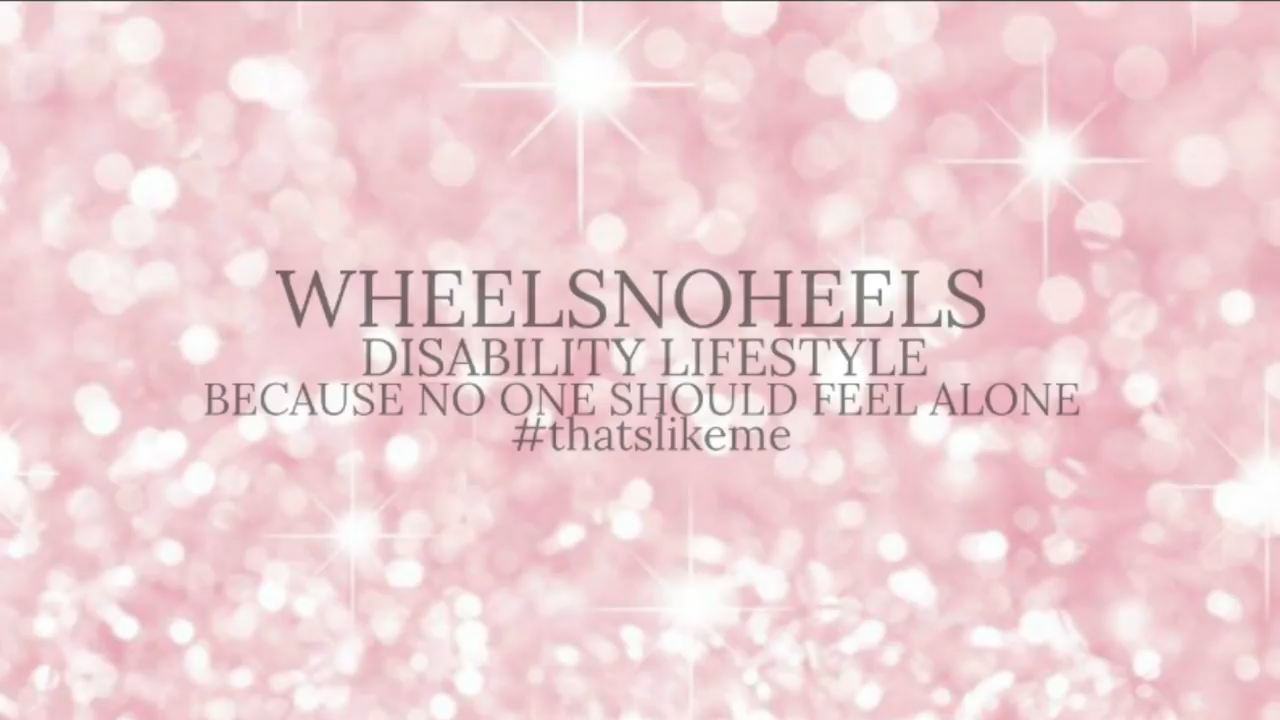 WHEELSNOHEELS
DISABILITY LIFESTYLE
BECAUSE NO ONE SHOULD FEEL ALONE
#thatslikeme